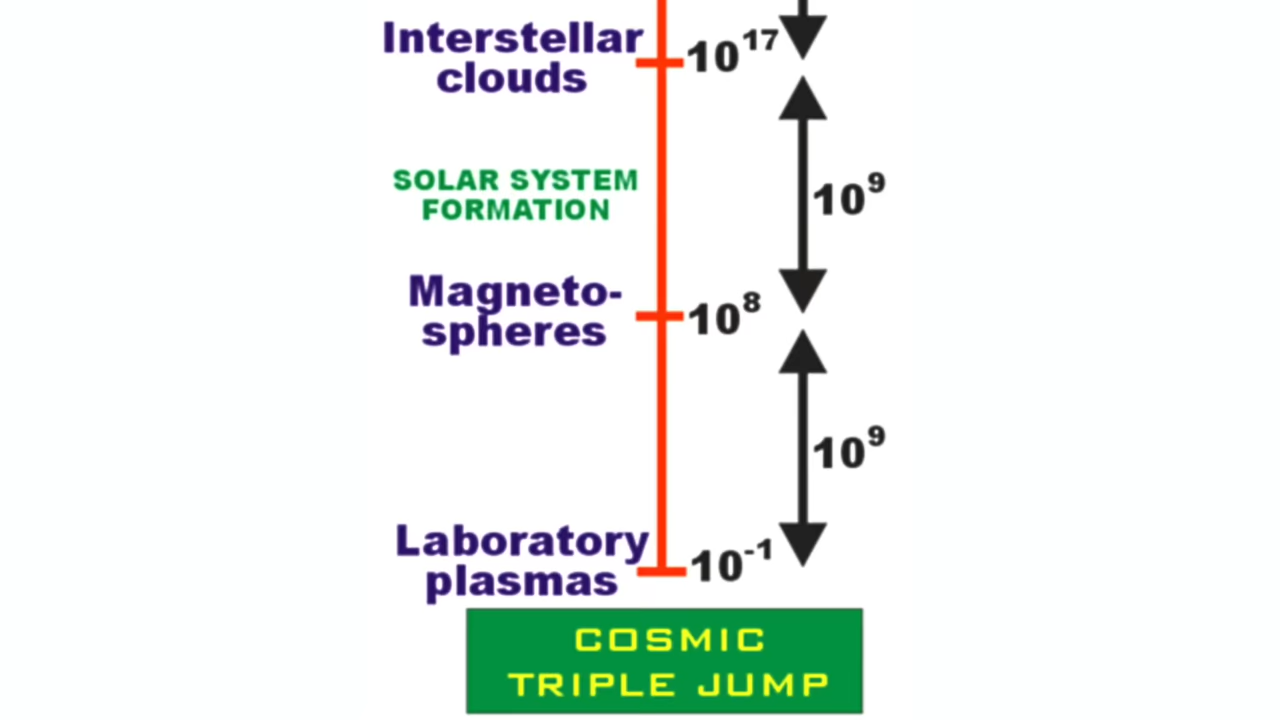 Interstellar
clouds
10^17
SOLAR SYSTEM
FORMATION
10^9
Magneto-
spheres
10^8
10^9
Laboratory
plasmas
10^-1
COSMIC
TRIPLE JUMP